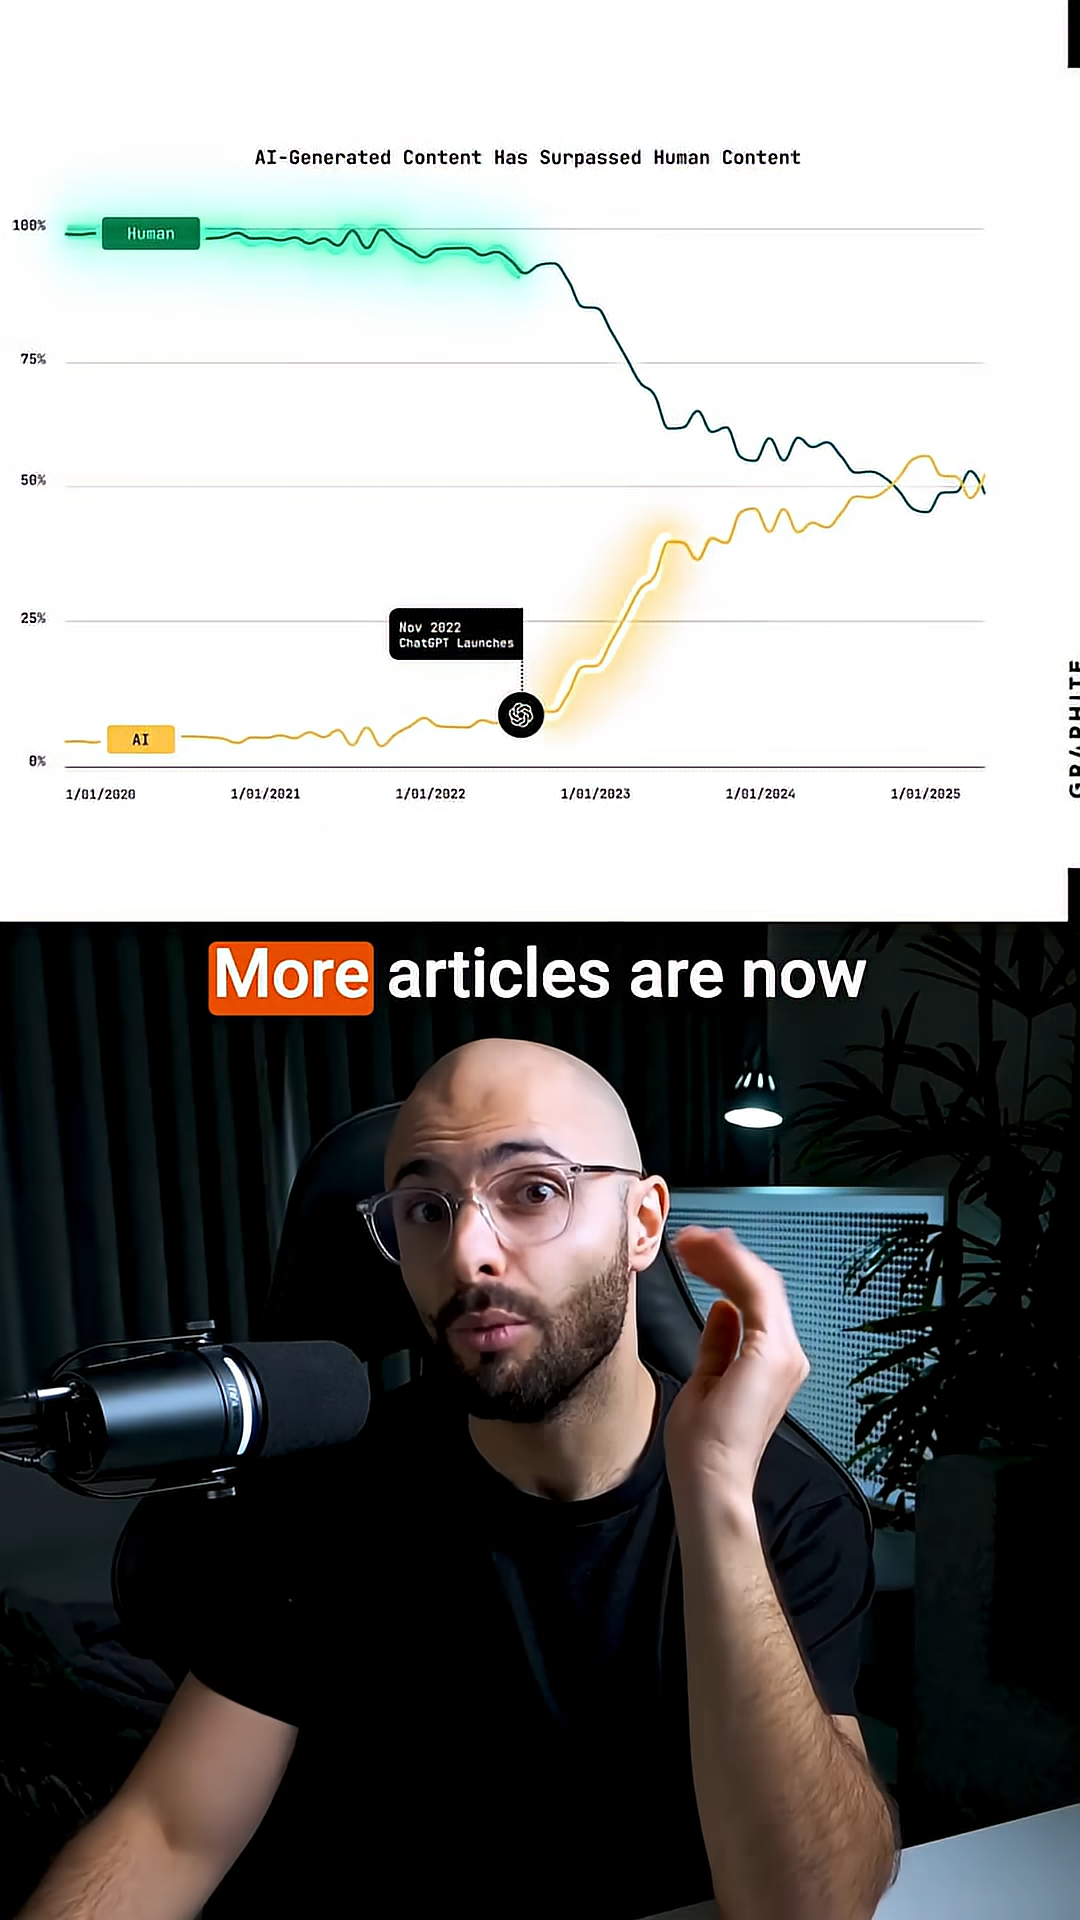 AI-Generated Content Has Surpassed Human Content
100%
Human
75%
50%
25%
Nov 2022
ChatGPT Launches
AI
0%
1/01/2020 1/01/2021 1/01/2022 1/01/2023 1/01/2024 1/01/2025
GRAPHITE
More articles are now